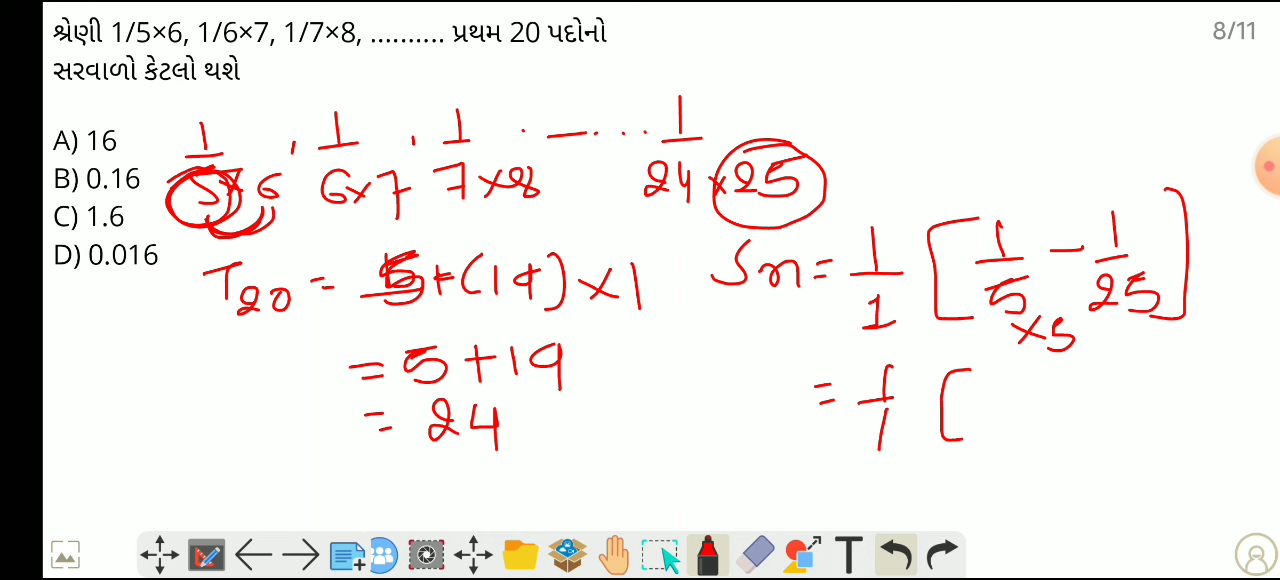 શ્રેણી 1/5×6, 1/6×7, 1/7×8, .......... પ્રથમ 20 પદોનો
સરવાળો કેટલો થશે
8/11
A) 16
B) 0.16
C) 1.6
D) 0.016
1/5×6 , 1/6×7 , 1/7×8 . — ... 1/24×25
T20 = 5+(19)×1
= 5+19
= 24
Sn = 1/1 [1/5 − 1/25]
×5
= 1/1 [
T